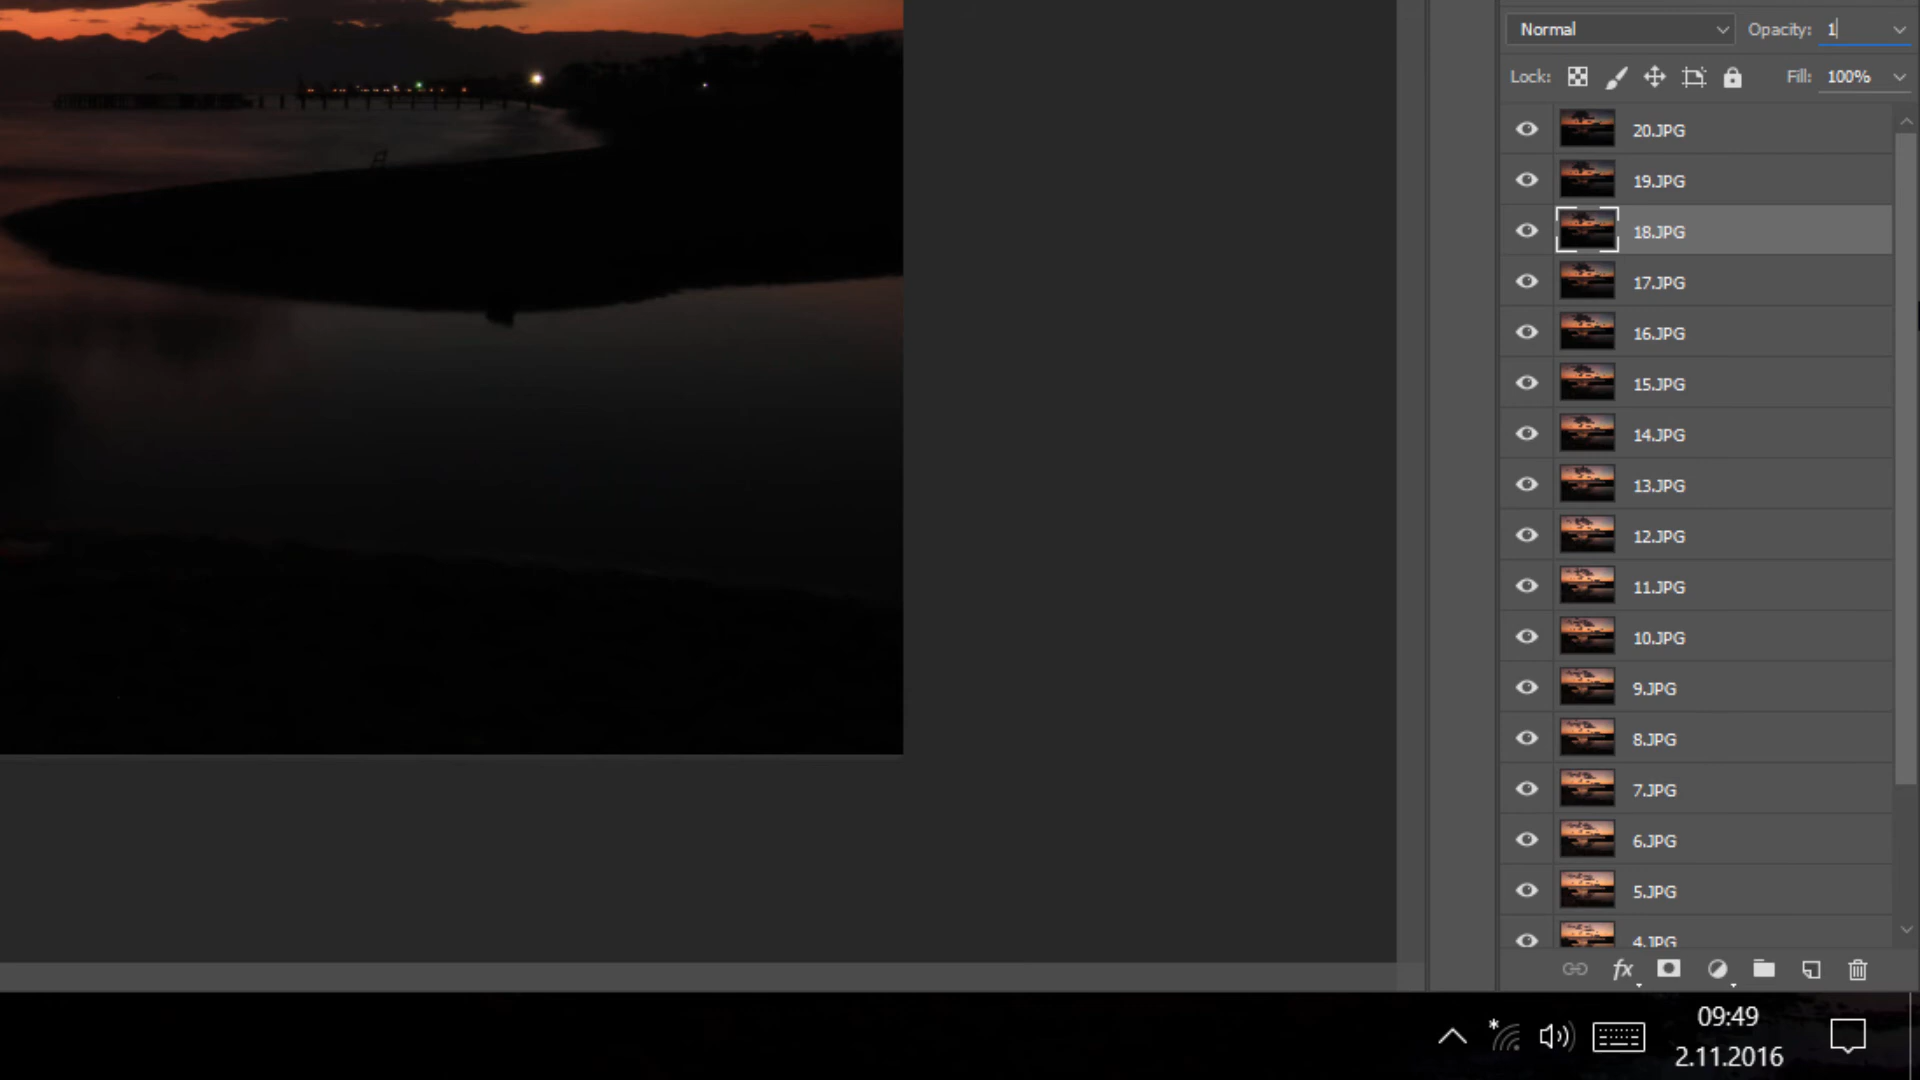 Normal Opacity: 1
Lock: Fill: 100%
20.JPG
19.JPG
18.JPG
17.JPG
16.JPG
15.JPG
14.JPG
13.JPG
12.JPG
11.JPG
10.JPG
9.JPG
8.JPG
7.JPG
6.JPG
5.JPG
4.JPG
fx
09:49
2.11.2016